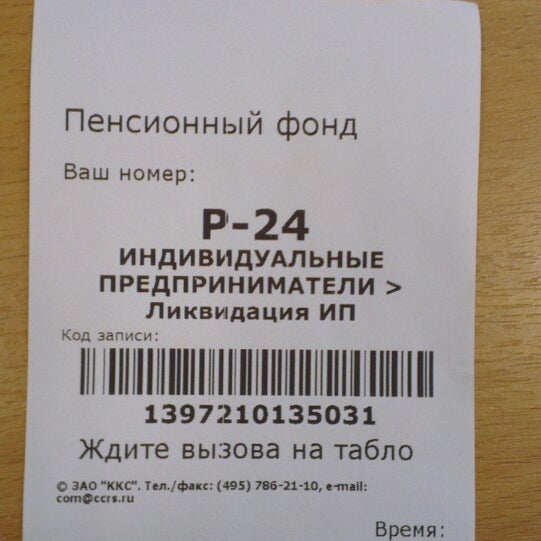 Пенсионный фонд
Ваш номер:
Р-24
ИНДИВИДУАЛЬНЫЕ
ПРЕДПРИНИМАТЕЛИ >
Ликвидация ИП
Код записи:
1397210135031
Ждите вызова на табло
© ЗАО "ККС". Тел./факс: (495) 786-21-10, e-mail:
com@ccrs.ru
Время: